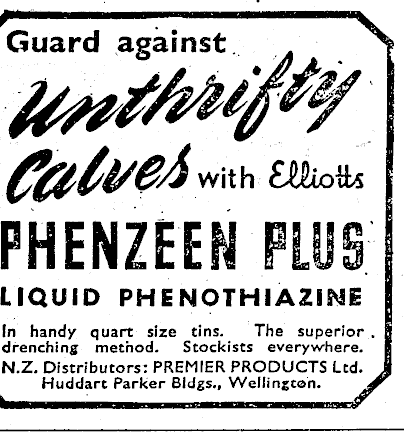 Guard against
Unthrifty
Calves with Elliotts
PHENZEEN PLUS
LIQUID PHENOTHIAZINE
In handy quart size tins. The superior
drenching method. Stockists everywhere.
N.Z. Distributors: PREMIER PRODUCTS Ltd.
Huddart Parker Bldgs., Wellington.